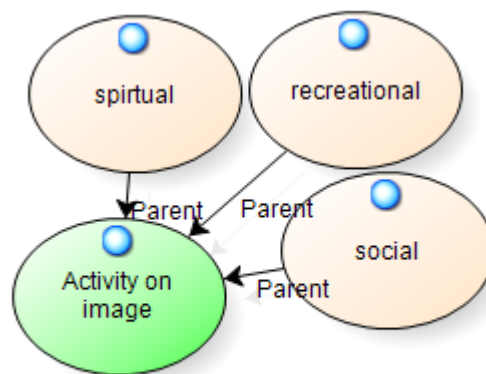 spirtual
recreational
Parent
Parent
social
Activity on
image
Parent